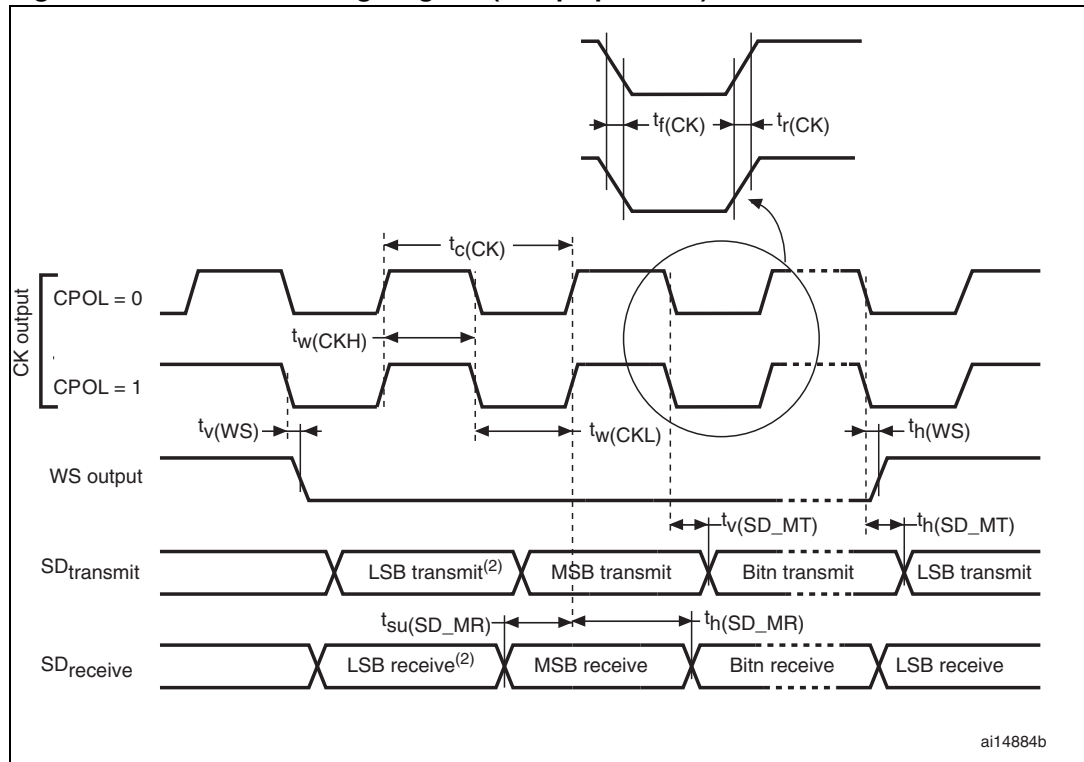 tf(CK)
tr(CK)
tc(CK)
CK output
CPOL = 0
tw(CKH)
CPOL = 1
tv(WS)
tw(CKL)
th(WS)
WS output
tv(SD_MT)
th(SD_MT)
SDtransmit
LSB transmit(2)
MSB transmit
Bitn transmit
LSB transmit
tsu(SD_MR)
th(SD_MR)
SDreceive
LSB receive(2)
MSB receive
Bitn receive
LSB receive
ai14884b